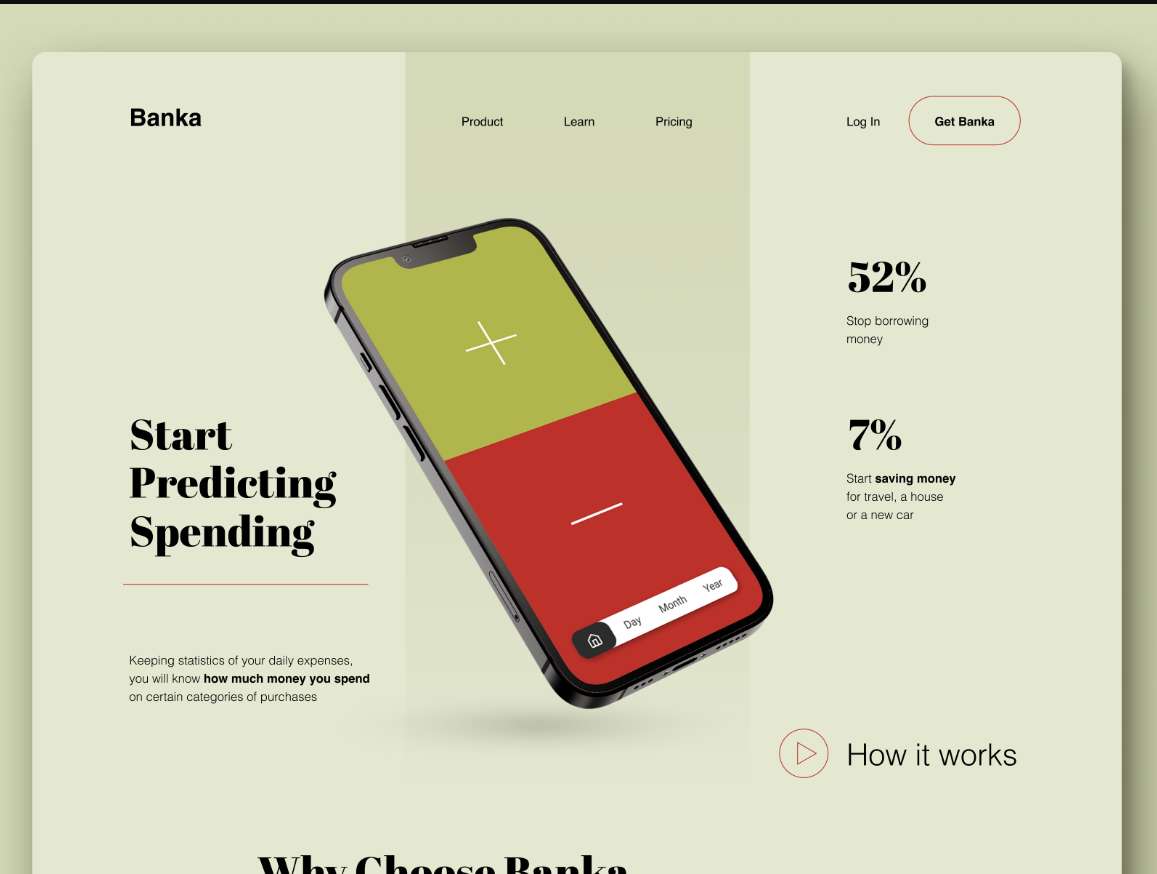 Banka
Product
Learn
Pricing
Log In
Get Banka
52%
Stop borrowing
money
7%
Start saving money
for travel, a house
or a new car
Start
Predicting
Spending
Keeping statistics of your daily expenses,
you will know how much money you spend
on certain categories of purchases
Day
Month
Year
How it works
Why Choose Banka